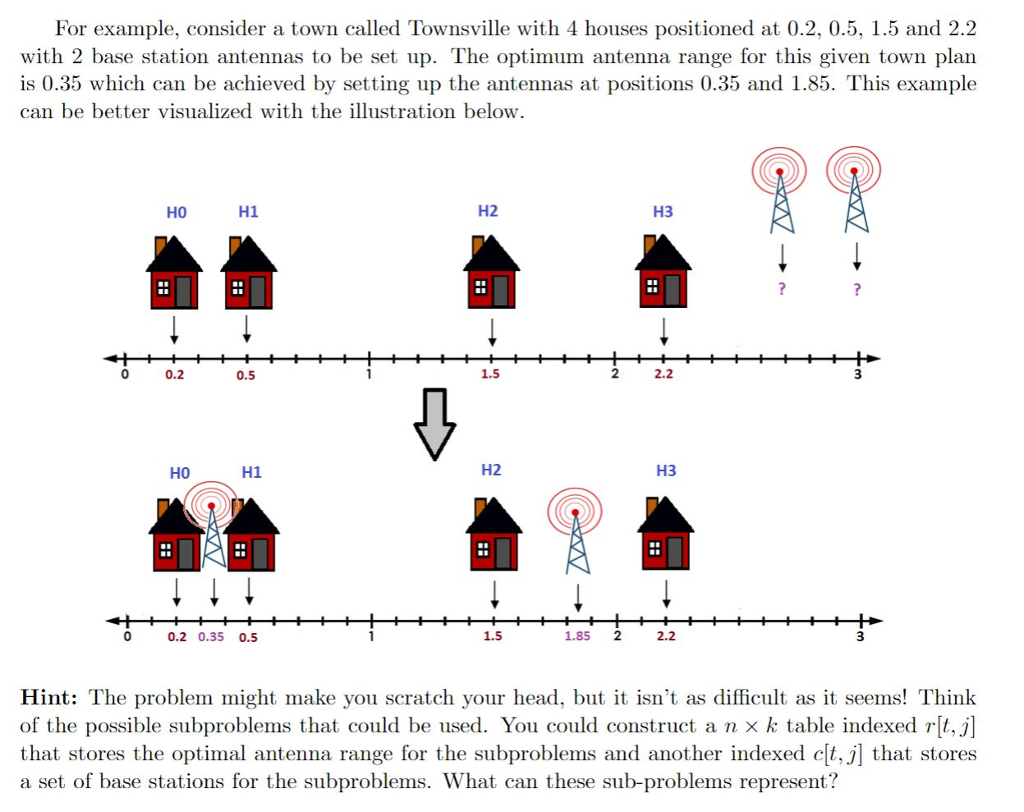 For example, consider a town called Townsville with 4 houses positioned at 0.2, 0.5, 1.5 and 2.2
with 2 base station antennas to be set up. The optimum antenna range for this given town plan
is 0.35 which can be achieved by setting up the antennas at positions 0.35 and 1.85. This example
can be better visualized with the illustration below.
H0 H1 H2 H3
? ?
0 0.2 0.5 1 1.5 2 2.2 3
H0 H1 H2 H3
0 0.2 0.35 0.5 1 1.5 1.85 2 2.2 3
Hint: The problem might make you scratch your head, but it isn't as difficult as it seems! Think
of the possible subproblems that could be used. You could construct a n x k table indexed r[t, j]
that stores the optimal antenna range for the subproblems and another indexed c[t, j] that stores
a set of base stations for the subproblems. What can these sub-problems represent?